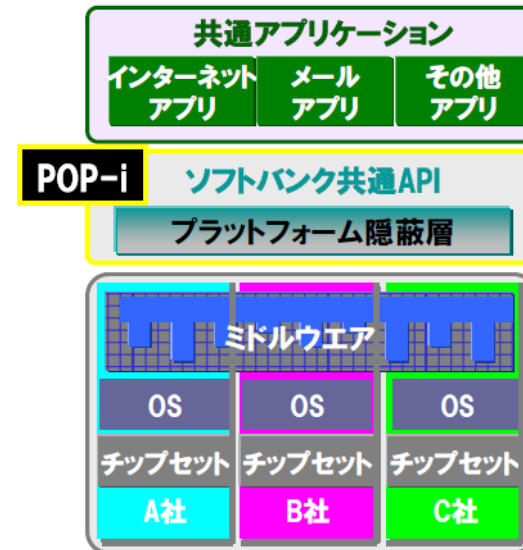 共通アプリケーション
インターネット メール その他
アプリ アプリ アプリ
POP-i ソフトバンク共通API
プラットフォーム隠蔽層
ミドルウエア
OS OS OS
チップセット チップセット チップセット
A社 B社 C社